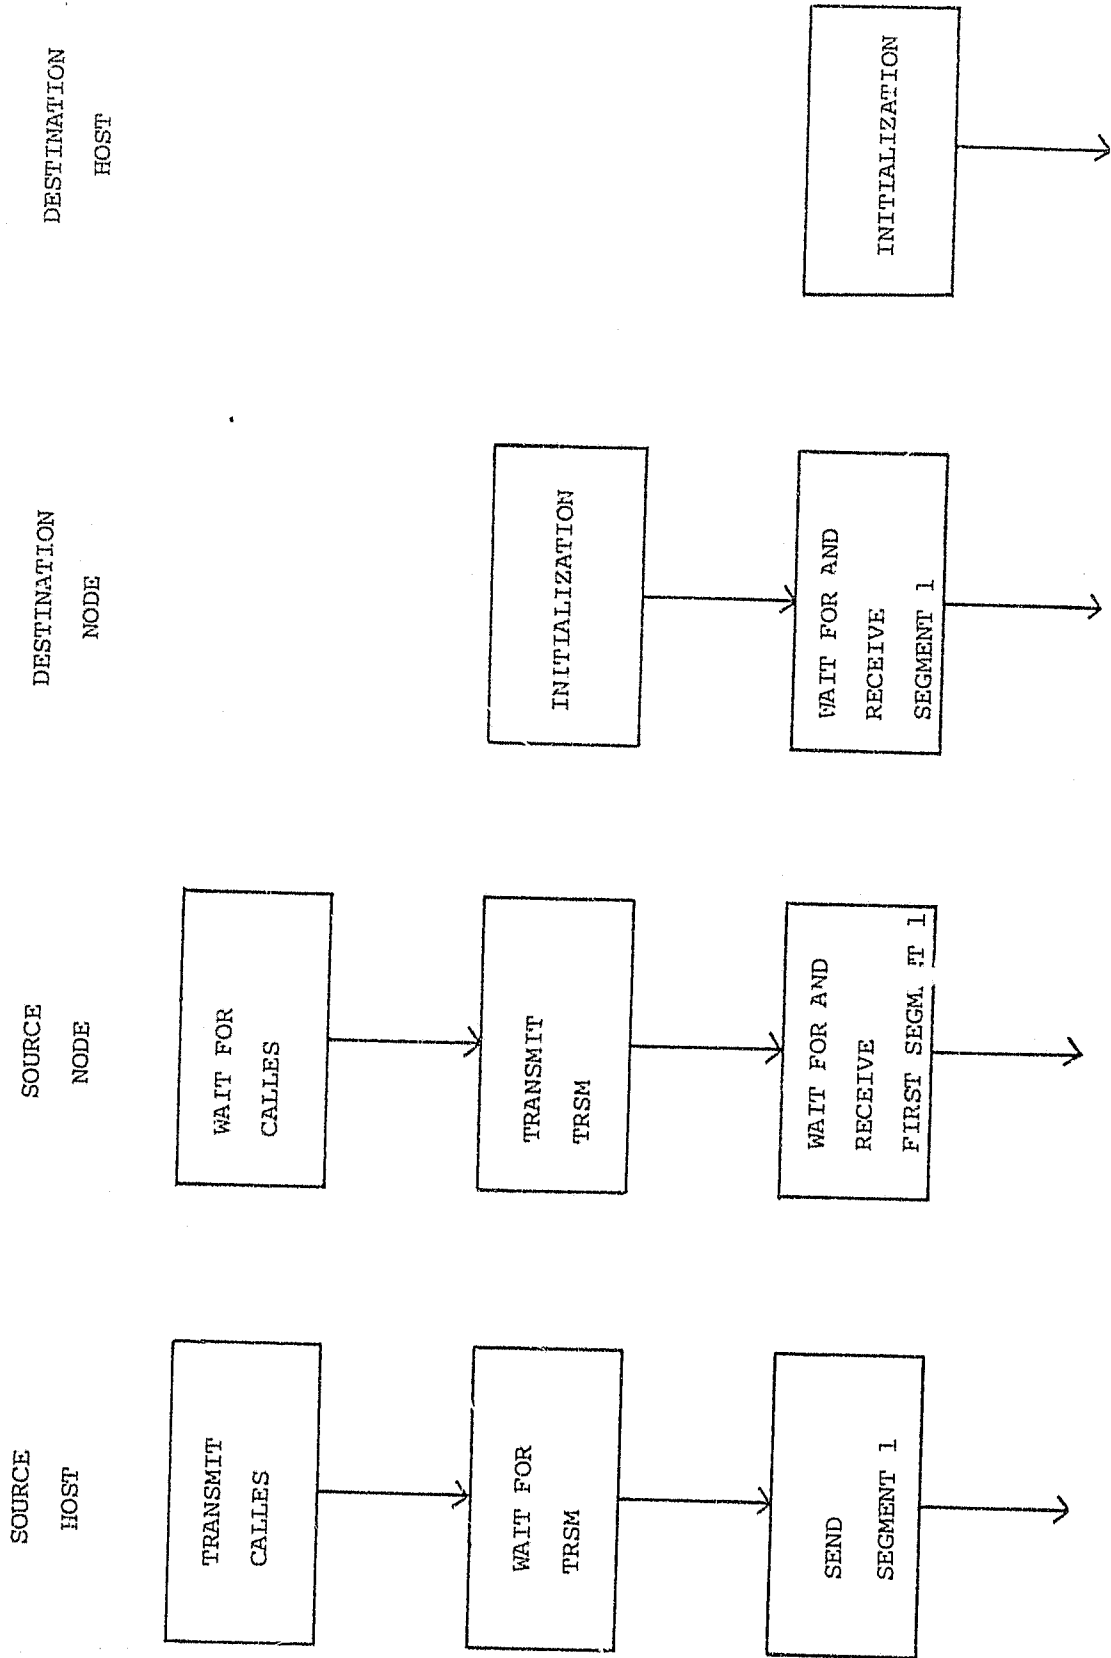 SOURCE
HOST
TRANSMIT
CALLES
WAIT FOR
TRSM
SEND
SEGMENT 1
SOURCE
NODE
WAIT FOR
CALLES
TRANSMIT
TRSM
WAIT FOR AND
RECEIVE
FIRST 1
DESTINATION
NODE
INITIALIZATION
WAIT FOR AND
RECEIVE
SEGMENT 1
DESTINATION
HOST
INITIALIZATION